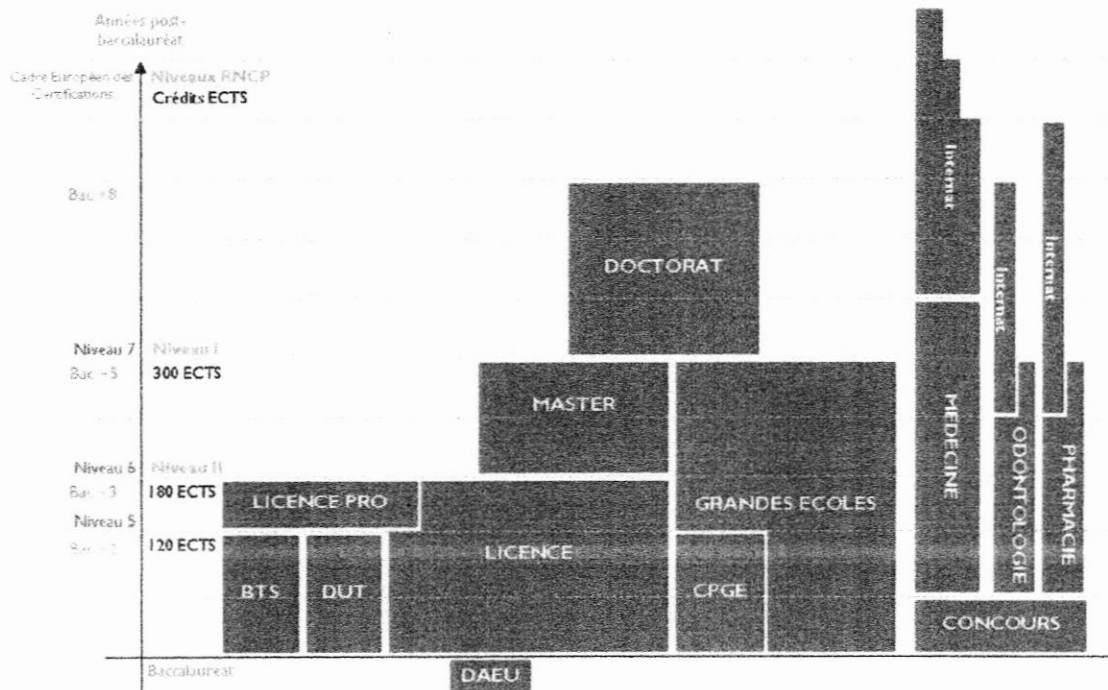 Années post-
baccalauréat
Cadre Européen des
Certifications
Niveaux RNCP
Crédits ECTS
Bac +8
Niveau 7
Niveau I
Bac +5
300 ECTS
Niveau 6
Niveau II
Bac +3
180 ECTS
Niveau 5
Bac +2
120 ECTS
Baccalauréat
DOCTORAT
MASTER
LICENCE PRO
LICENCE
BTS
DUT
GRANDES ECOLES
CPGE
DAEU
Internat
MEDECINE
Internat
ODONTOLOGIE
Internat
PHARMACIE
CONCOURS